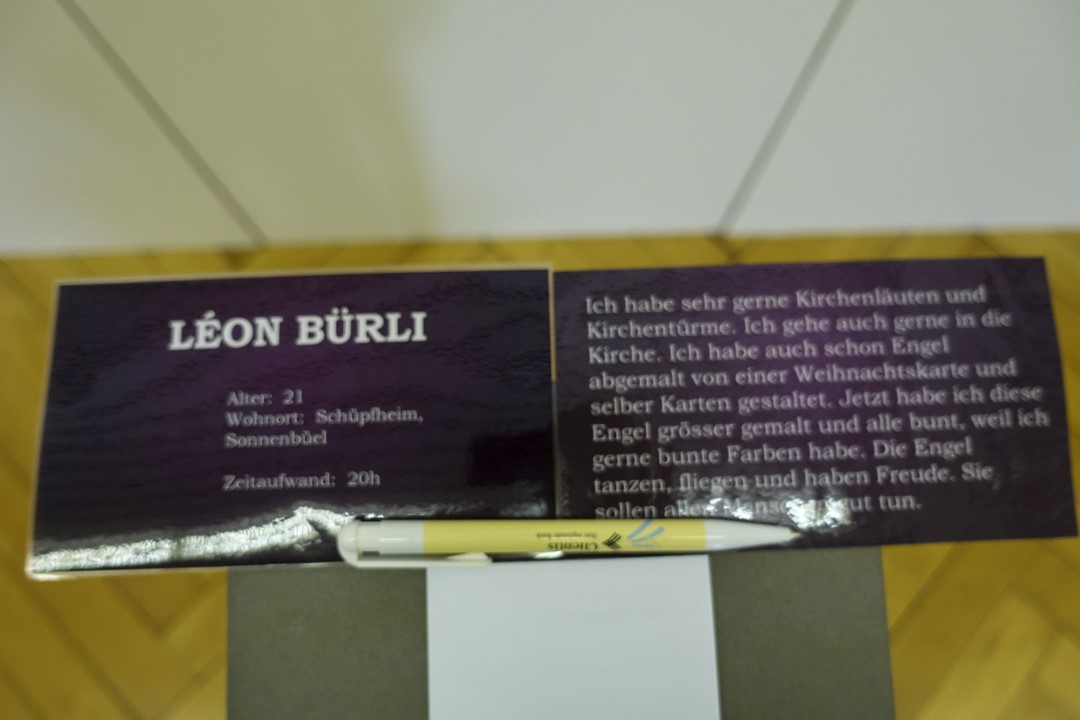 LÉON BÜRLI
Alter: 21
Wohnort: Schüpfheim,
Sonnenbüel
Zeitaufwand: 20h
Ich habe sehr gerne Kirchenläuten und
Kirchentürme. Ich gehe auch gerne in die
Kirche. Ich habe auch schon Engel
abgemalt von einer Weihnachtskarte und
selber Karten gestaltet. Jetzt habe ich diese
Engel grösser gemalt und alle bunt, weil ich
gerne bunte Farben habe. Die Engel
tanzen, fliegen und haben Freude. Sie
sollen allen Menschen gut tun.
Clientis